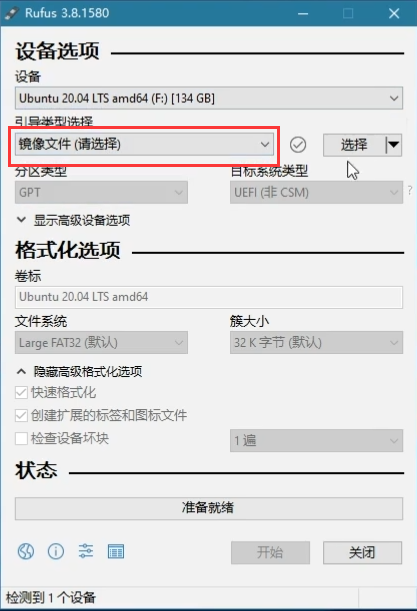 Rufus 3.8.1580
设备选项
设备
Ubuntu 20.04 LTS amd64 (F:) [134 GB]
引导类型选择
镜像文件 (请选择)
选择
分区类型
目标系统类型
GPT
UEFI (非 CSM)
?
显示高级设备选项
格式化选项
卷标
Ubuntu 20.04 LTS amd64
文件系统
簇大小
Large FAT32 (默认)
32 K 字节 (默认)
隐藏高级格式化选项
快速格式化
创建扩展的标签和图标文件
检查设备坏块
1 遍
状态
准备就绪
开始
关闭
检测到 1 个设备